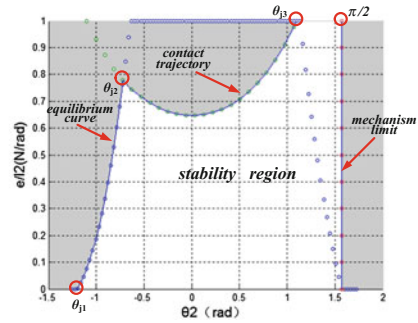 θj3
π/2
1
0.9
0.8
0.7
0.6
0.5
0.4
0.3
0.2
0.1
0
e/l2(N/rad)
contact
trajectory
θj2
equilibrium
curve
mechanism
limit
stability region
θj1
-1.5
-1
-0.5
0
0.5
1
1.5
2
θ2（rad）